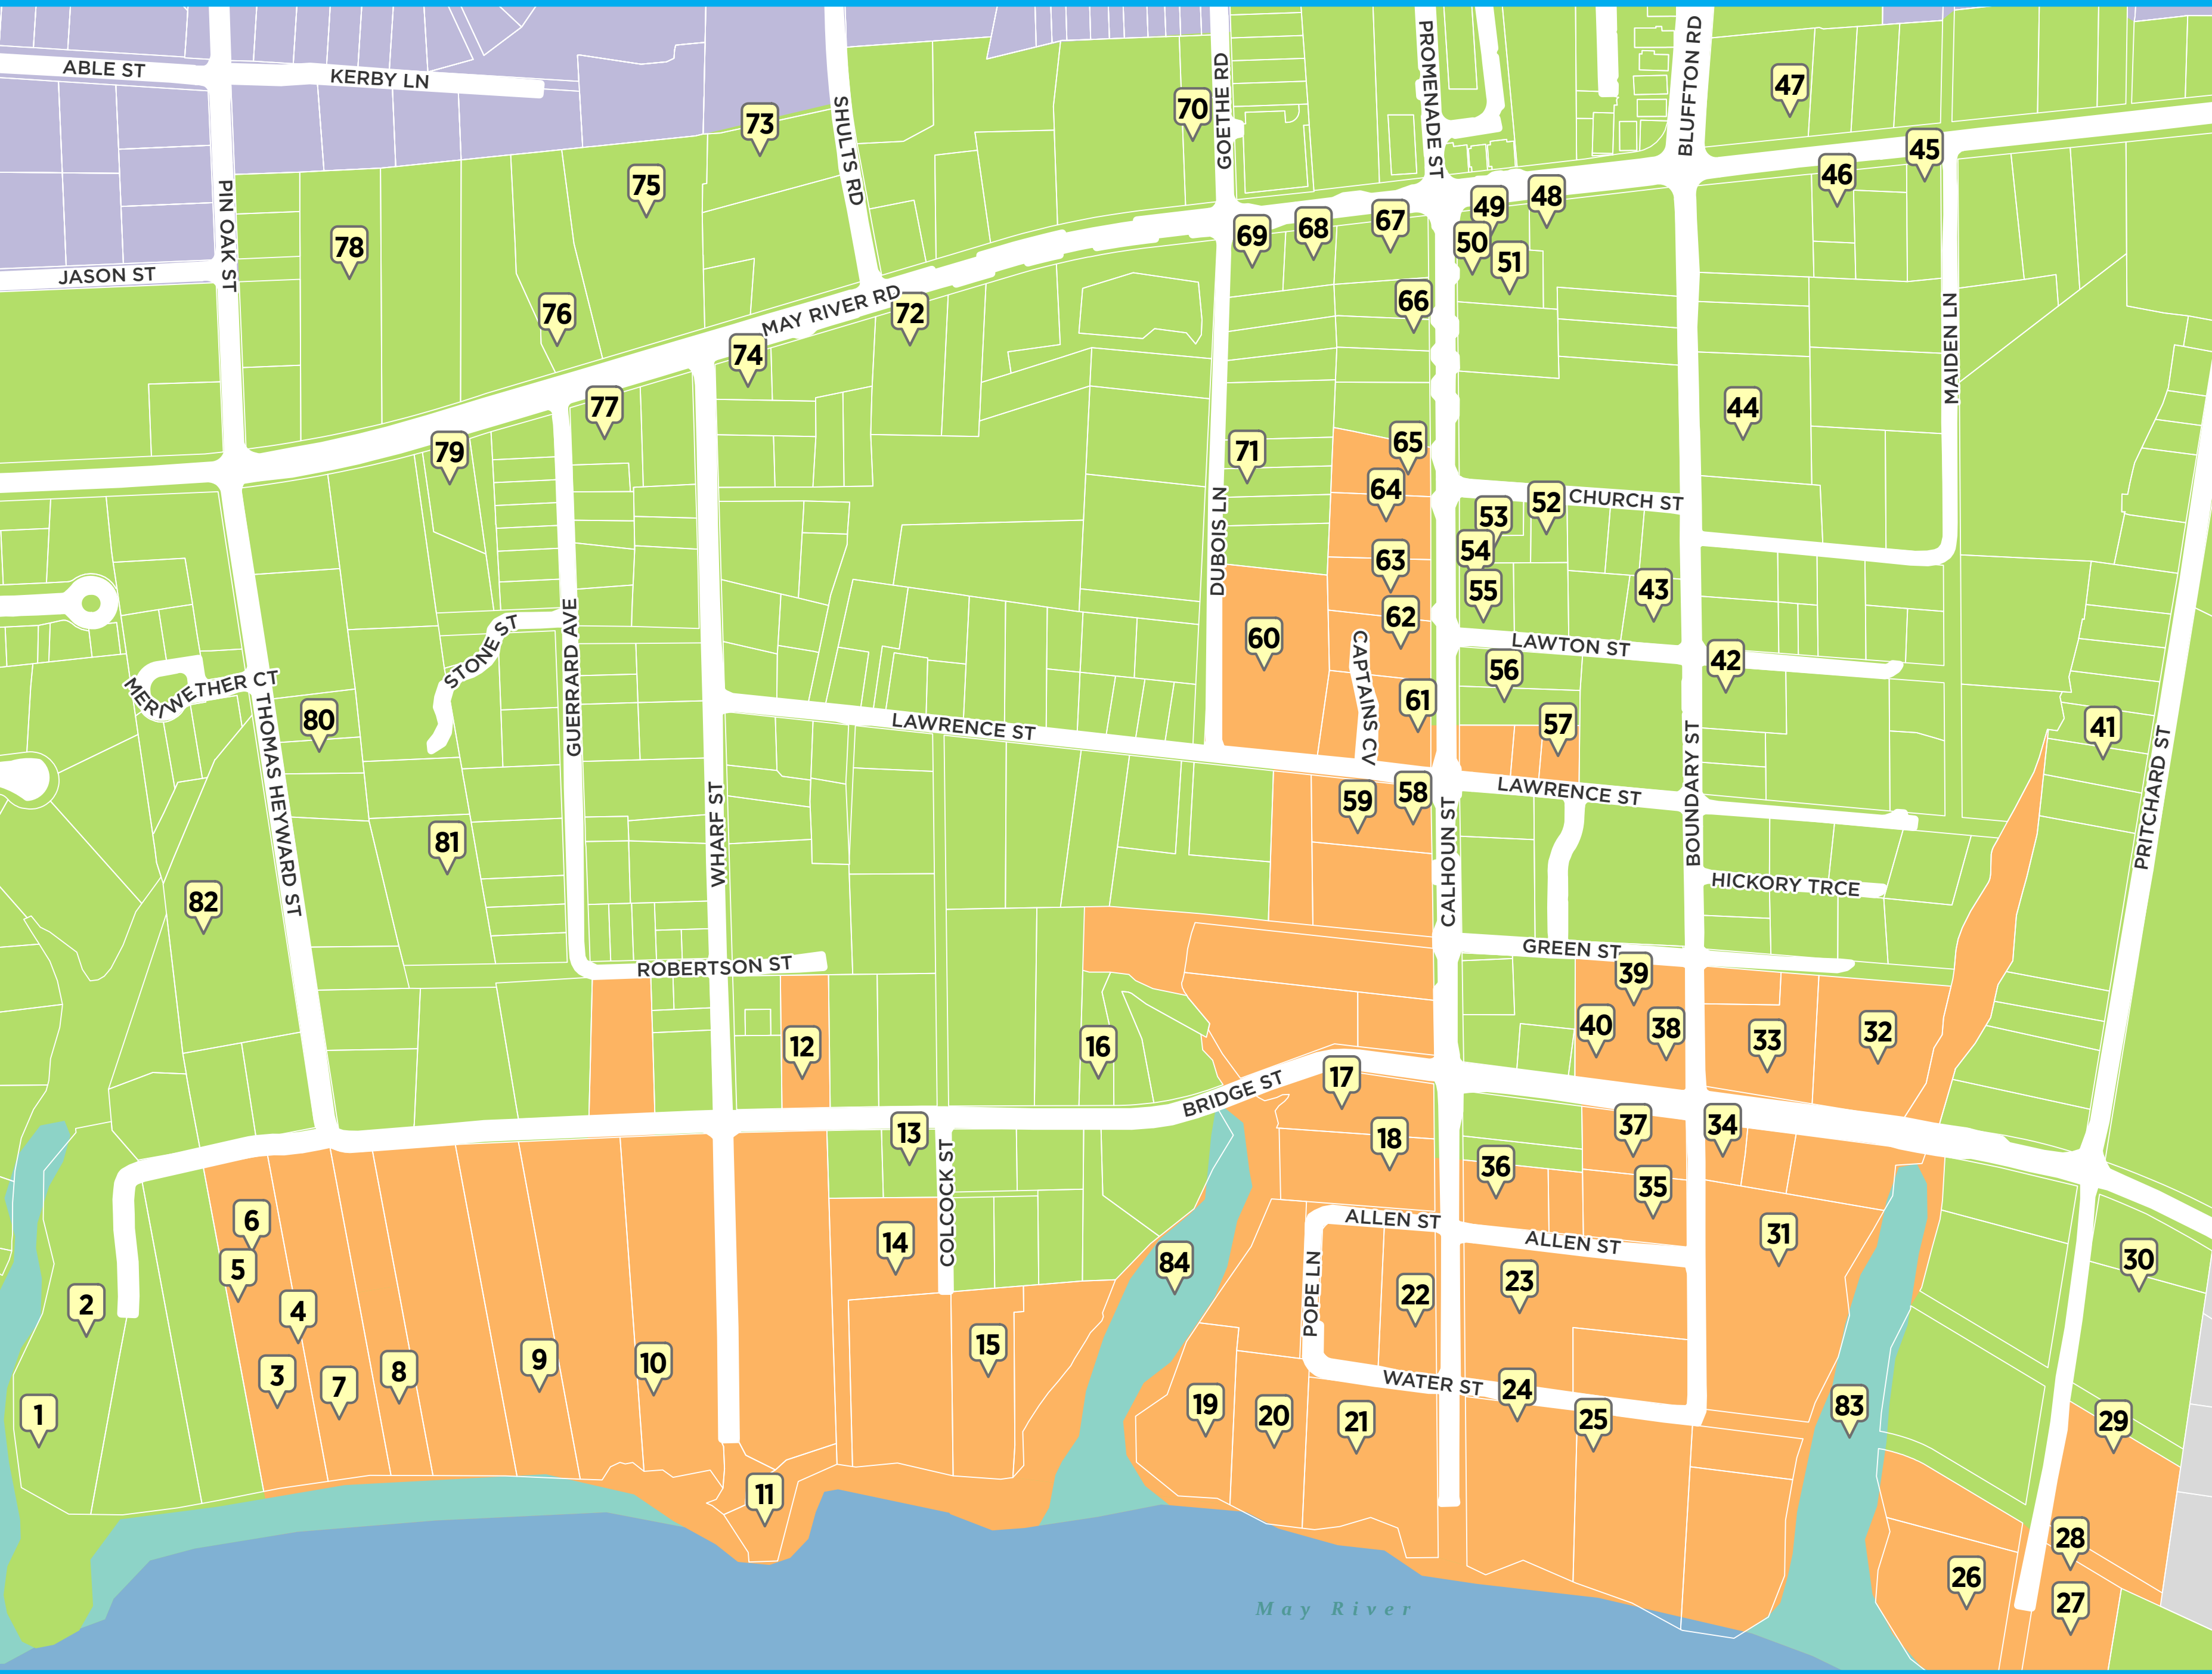 ABLE ST
KERBY LN
PIN OAK ST
JASON ST
SHULTS RD
GOETHE RD
PROMENADE ST
BLUFFTON RD
MAY RIVER RD
MAIDEN LN
DUBOIS LN
CHURCH ST
STONE ST
GUERRARD AVE
MERIWETHER CT
THOMAS HEYWARD ST
LAWRENCE ST
WHARF ST
CAPTAINS CV
LAWTON ST
LAWRENCE ST
BOUNDARY ST
PRITCHARD ST
CALHOUN ST
HICKORY TRCE
GREEN ST
ROBERTSON ST
BRIDGE ST
COLCOCK ST
ALLEN ST
ALLEN ST
POPE LN
WATER ST
May River
1
2
3
4
5
6
7
8
9
10
11
12
13
14
15
16
17
18
19
20
21
22
23
24
25
26
27
28
29
30
31
32
33
34
35
36
37
38
39
40
41
42
43
44
45
46
47
48
49
50
51
52
53
54
55
56
57
58
59
60
61
62
63
64
65
66
67
68
69
70
71
72
73
74
75
76
77
78
79
80
81
82
83
84